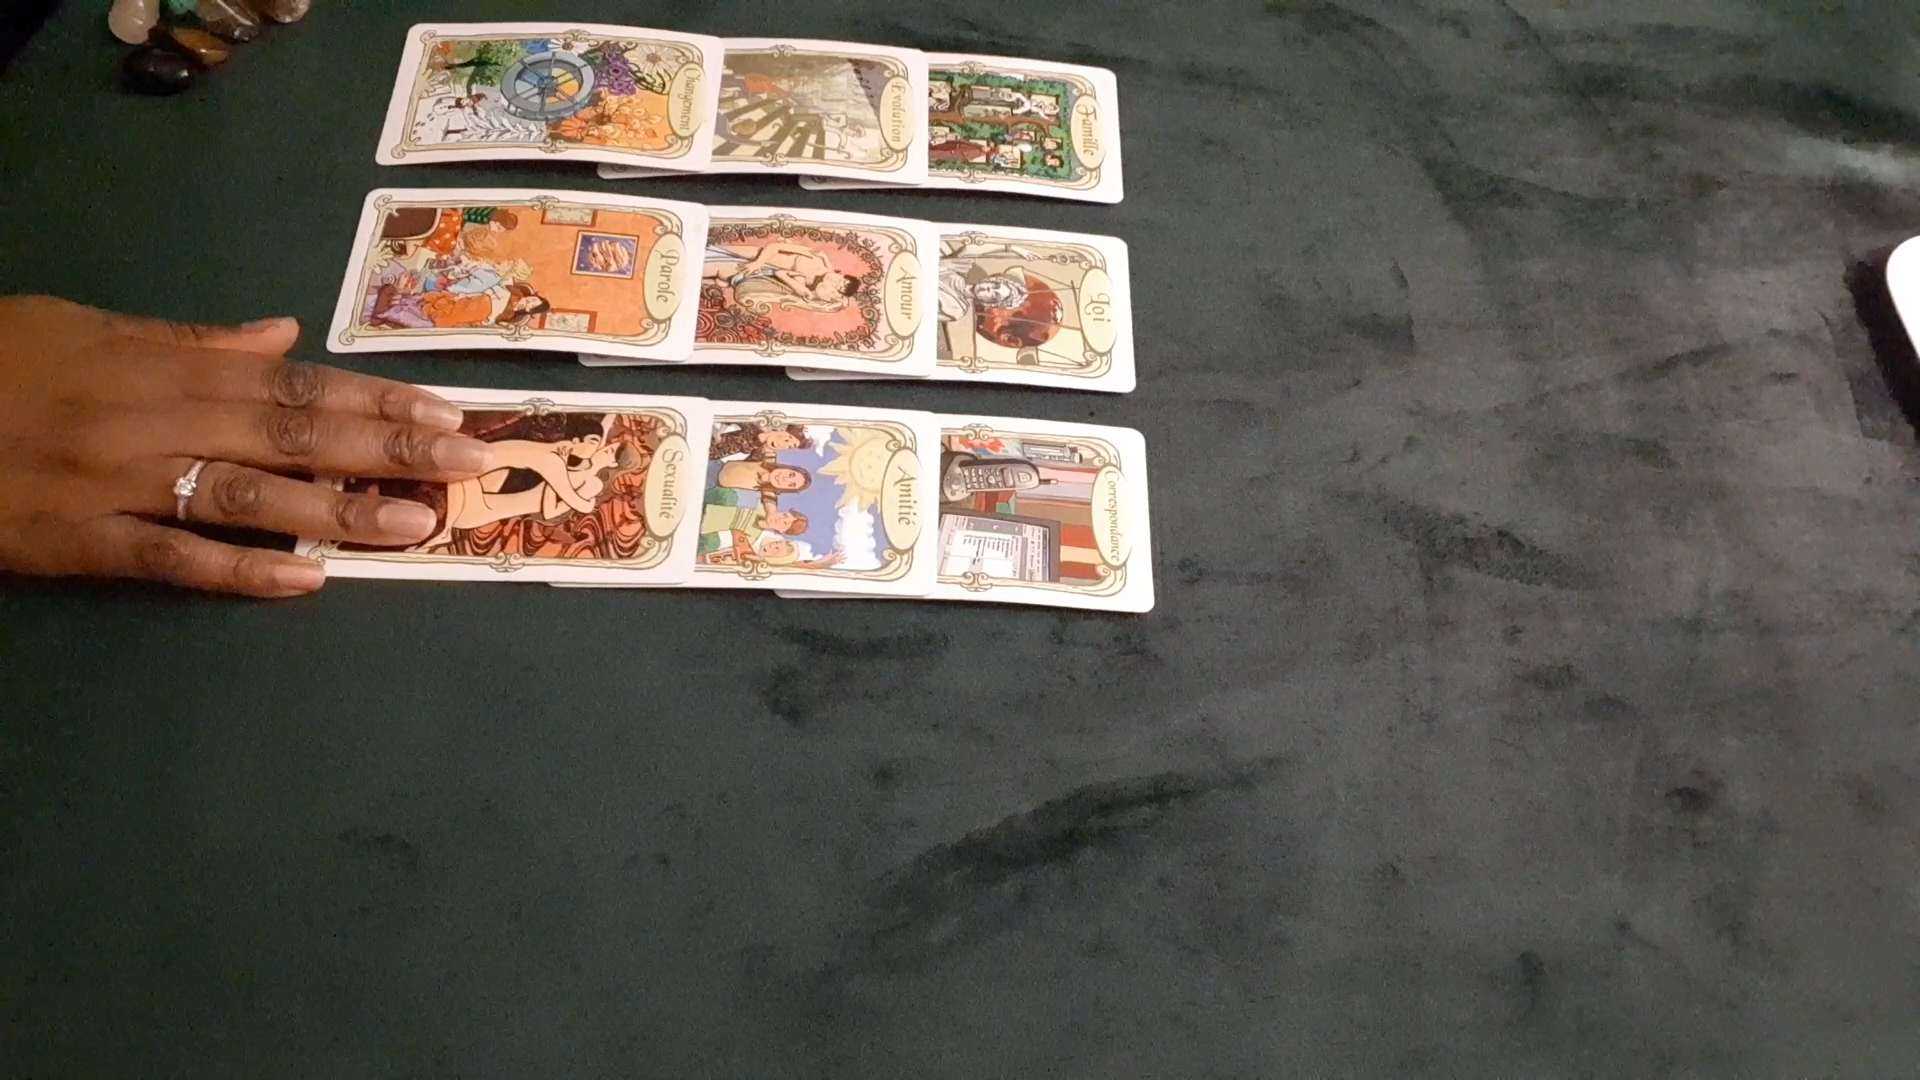 Changement
Évolution
Famille
Parole
Amour
Loi
Sexualité
Amitié
Correspondance